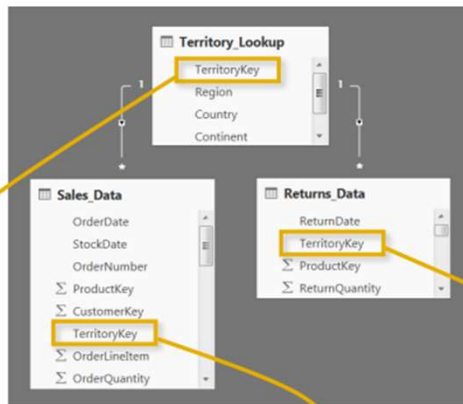 Territory_Lookup
TerritoryKey
Region
Country
Continent
1
1
*
*
Sales_Data
OrderDate
StockDate
OrderNumber
∑ ProductKey
∑ CustomerKey
TerritoryKey
∑ OrderLineItem
∑ OrderQuantity
Returns_Data
ReturnDate
TerritoryKey
∑ ProductKey
∑ ReturnQuantity